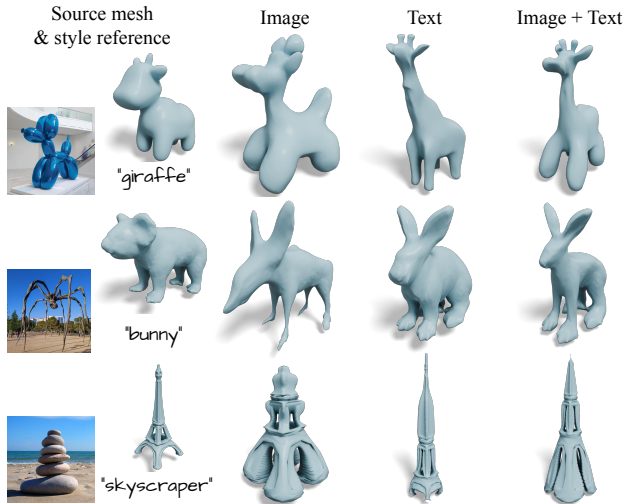 Source mesh
& style reference
Image
Text
Image + Text
"giraffe"
"bunny"
"skyscraper"